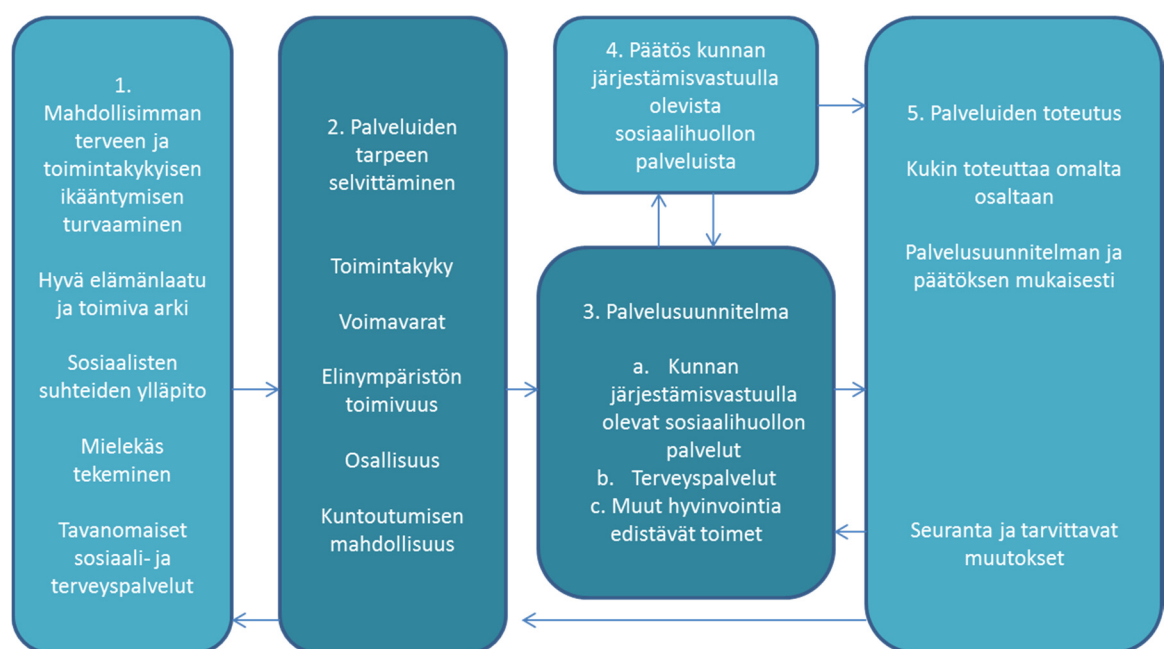 1.
Mahdollisimman
terveen ja
toimintakykyisen
ikääntymisen
turvaaminen
Hyvä elämänlaatu
ja toimiva arki
Sosiaalisten
suhteiden ylläpito
Mielekäs
tekeminen
Tavanomaiset
sosiaali- ja
terveyspalvelut
2. Palveluiden
tarpeen
selvittäminen
Toimintakyky
Voimavarat
Elinympäristön
toimivuus
Osallisuus
Kuntoutumisen
mahdollisuus
4. Päätös kunnan
järjestämisvastuulla
olevista
sosiaalihuollon
palveluista
3. Palvelusuunnitelma
a. Kunnan
järjestämisvastuulla
olevat sosiaalihuollon
palvelut
b. Terveyspalvelut
c. Muut hyvinvointia
edistävät toimet
5. Palveluiden toteutus
Kukin toteuttaa omalta
osaltaan
Palvelusuunnitelman ja
päätöksen mukaisesti
Seuranta ja tarvittavat
muutokset